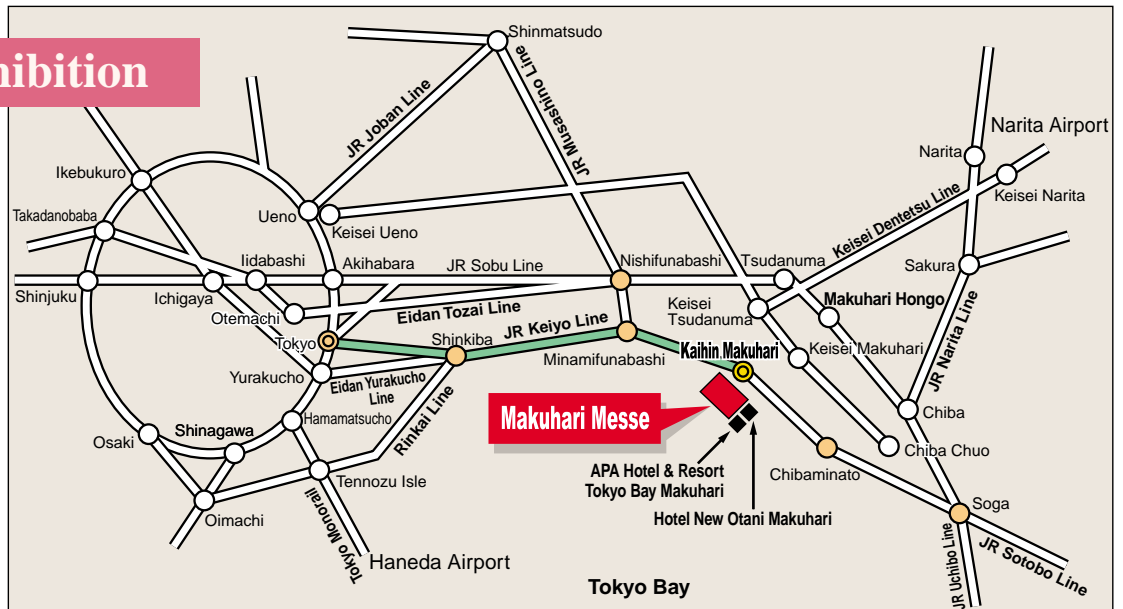 hibition
Shinmatsudo
JR Joban Line
JR Musashino Line
Narita Airport
Narita
Keisei Narita
Ikebukuro
Takadanobaba
Ueno
Keisei Ueno
Keisei Dentetsu Line
Iidabashi
Akihabara
JR Sobu Line
Nishifunabashi
Tsudanuma
Sakura
Shinjuku
Ichigaya
Otemachi
Eidan Tozai Line
Keisei
Tsudanuma
Makuhari Hongo
JR Narita Line
Tokyo
Shinkiba
JR Keiyo Line
Minamifunabashi
Kaihin Makuhari
Keisei Makuhari
Yurakucho
Eidan Yurakucho
Line
Hamamatsucho
Rinkai Line
Makuhari Messe
Chiba
Osaki
Shinagawa
Chiba Chuo
Tennozu Isle
APA Hotel & Resort
Tokyo Bay Makuhari
Chibaminato
Oimachi
Hotel New Otani Makuhari
Soga
Tokyo Monorail
Haneda Airport
JR Uchibo Line
JR Sotobo Line
Tokyo Bay